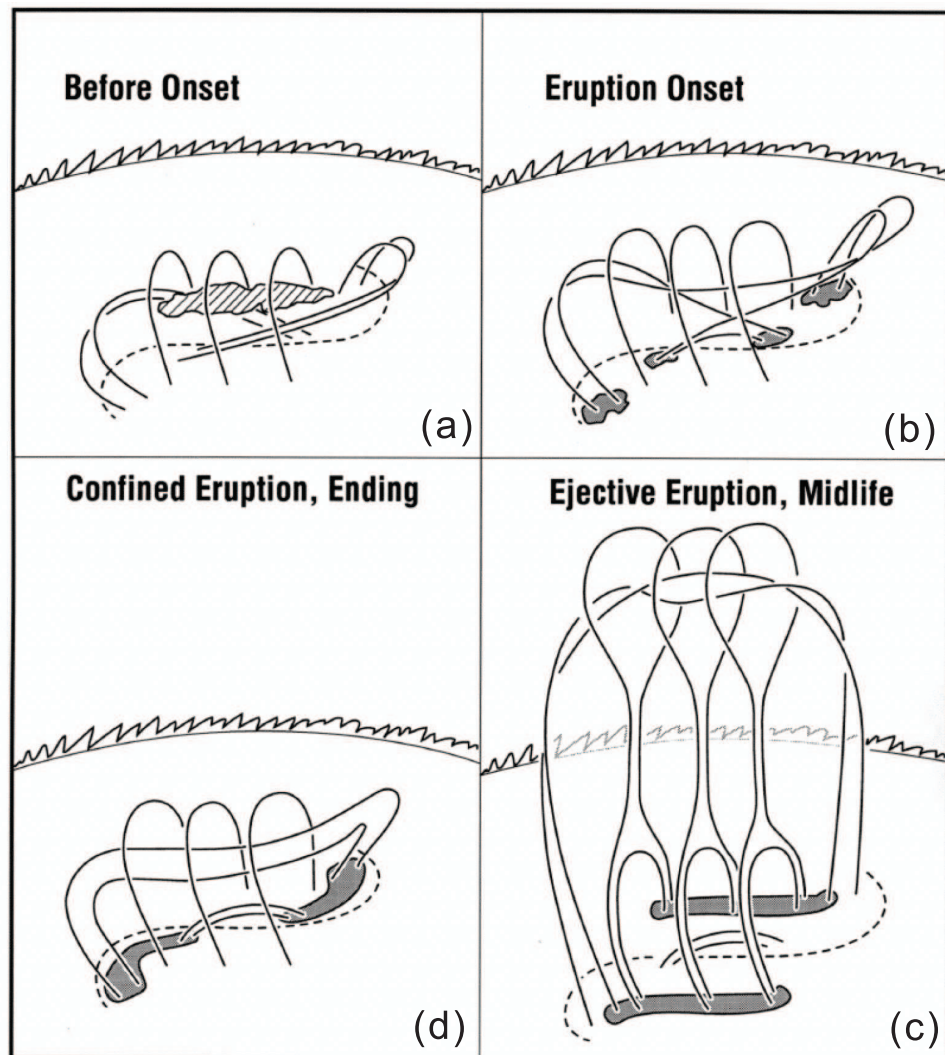 Before Onset
Eruption Onset
(a)
(b)
Confined Eruption, Ending
Ejective Eruption, Midlife
(d)
(c)